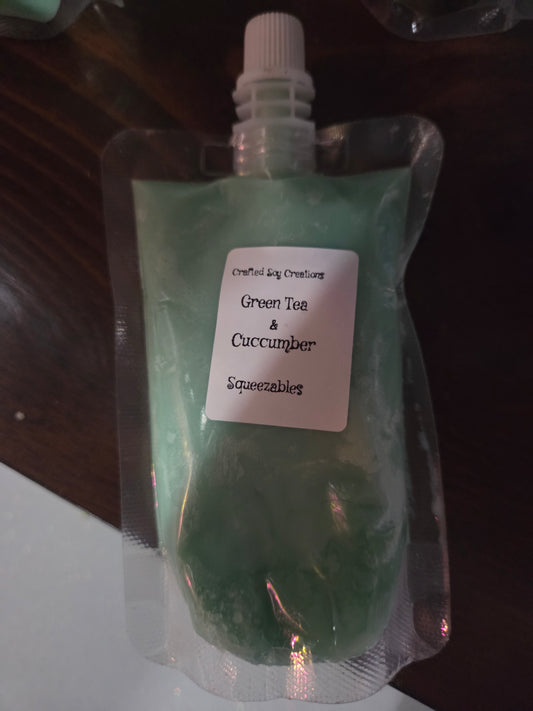 Crafted Soy Creations
Green Tea
&
Cuccumber
Squeezables